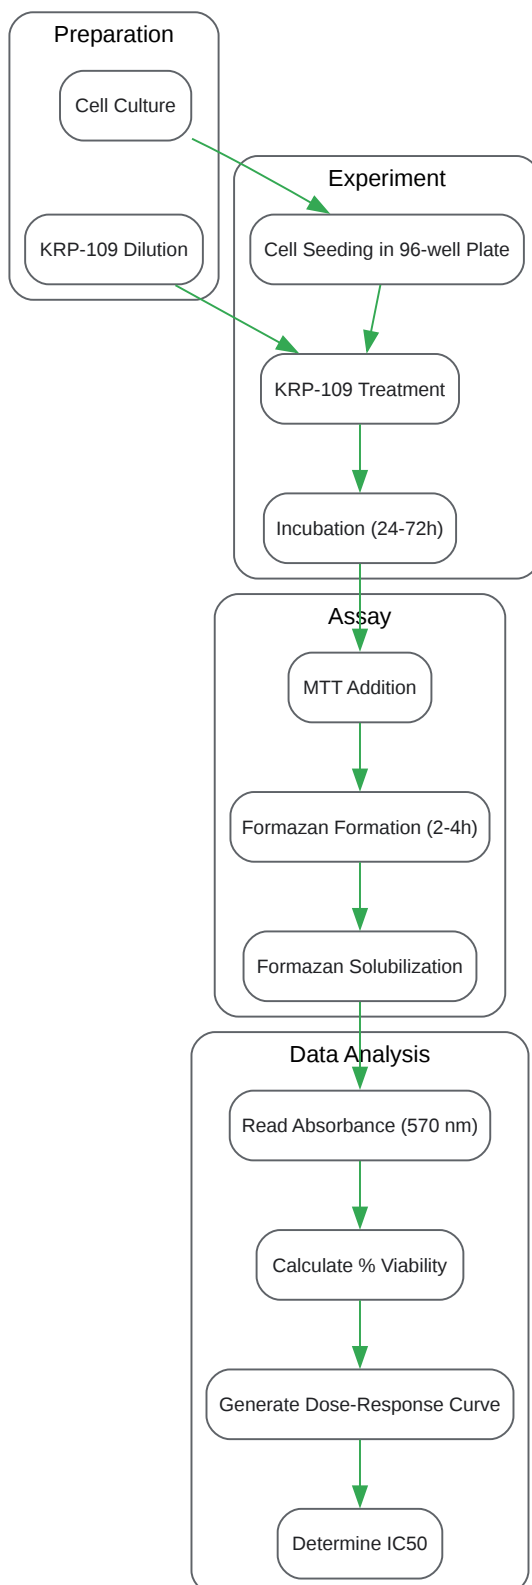 Preparation
Cell Culture
KRP-109 Dilution
Experiment
Cell Seeding in 96-well Plate
KRP-109 Treatment
Incubation (24-72h)
Assay
MTT Addition
Formazan Formation (2-4h)
Formazan Solubilization
Data Analysis
Read Absorbance (570 nm)
Calculate % Viability
Generate Dose-Response Curve
Determine IC50